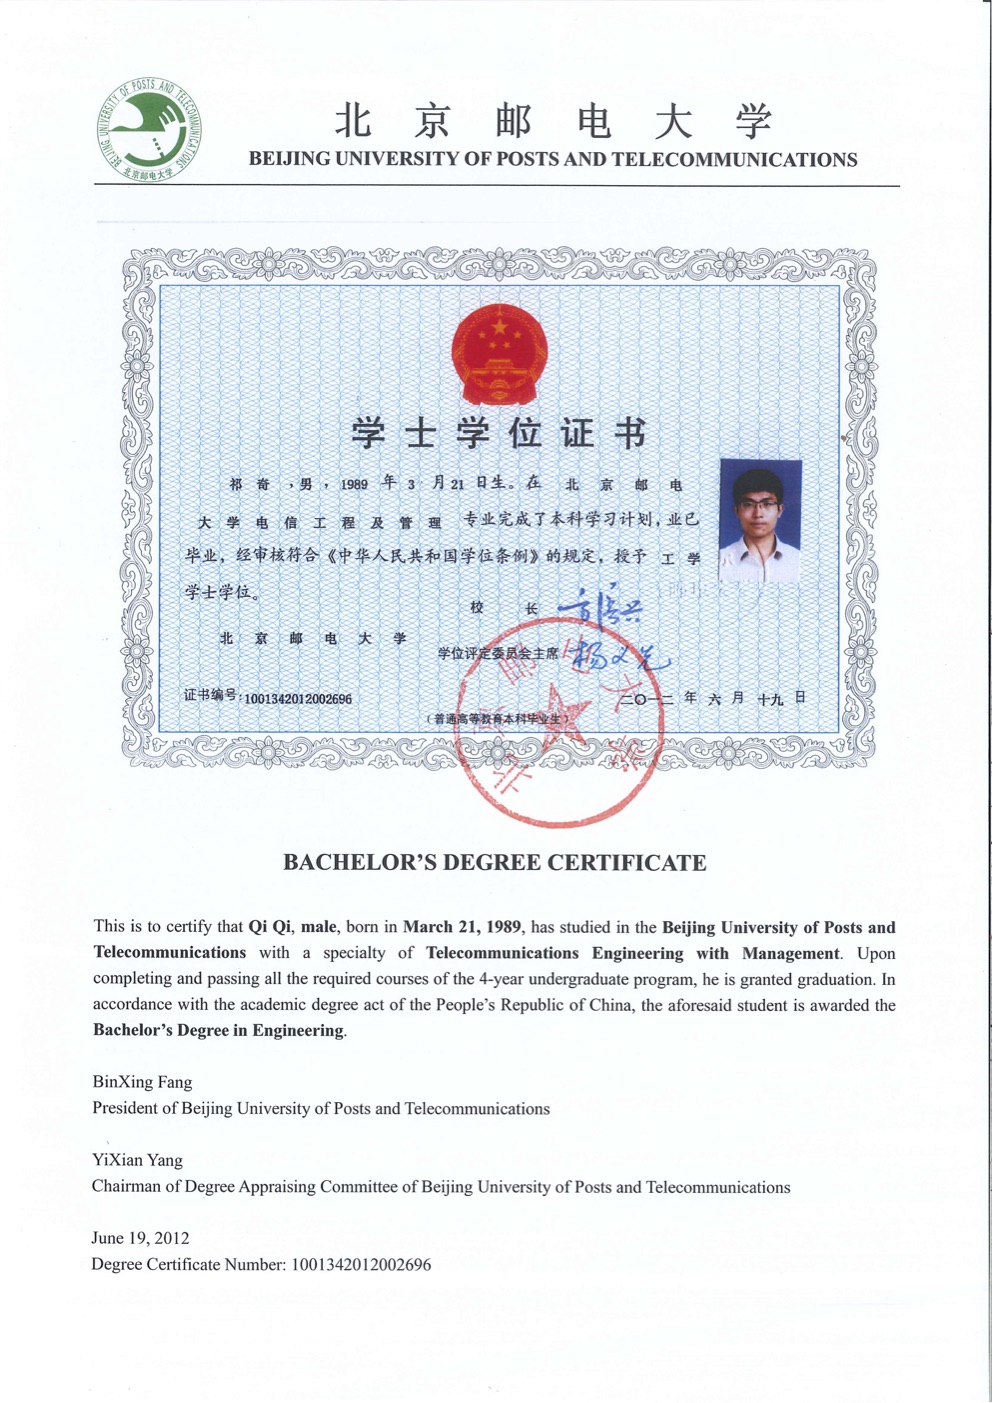 BEIJING UNIVERSITY OF POSTS AND TELECOMMUNICATIONS
北京邮电大学
北京邮电大学
BEIJING UNIVERSITY OF POSTS AND TELECOMMUNICATIONS
学士学位证书
祁奇，男，1989 年 3 月 21 日生。在 北京邮电
大学电信工程及管理 专业完成了本科学习计划，业已
毕业，经审核符合《中华人民共和国学位条例》的规定，授予 工学
学士学位。
校 长 方滨兴
北京邮电大学
学位评定委员会主席 杨义先
证书编号：1001342012002696
二〇一二 年 六 月 十九 日
（普通高等教育本科毕业生）
北京邮电大学
BACHELOR’S DEGREE CERTIFICATE
This is to certify that Qi Qi, male, born in March 21, 1989, has studied in the Beijing University of Posts and
Telecommunications with a specialty of Telecommunications Engineering with Management. Upon
completing and passing all the required courses of the 4-year undergraduate program, he is granted graduation. In
accordance with the academic degree act of the People’s Republic of China, the aforesaid student is awarded the
Bachelor’s Degree in Engineering.
BinXing Fang
President of Beijing University of Posts and Telecommunications
YiXian Yang
Chairman of Degree Appraising Committee of Beijing University of Posts and Telecommunications
June 19, 2012
Degree Certificate Number: 1001342012002696